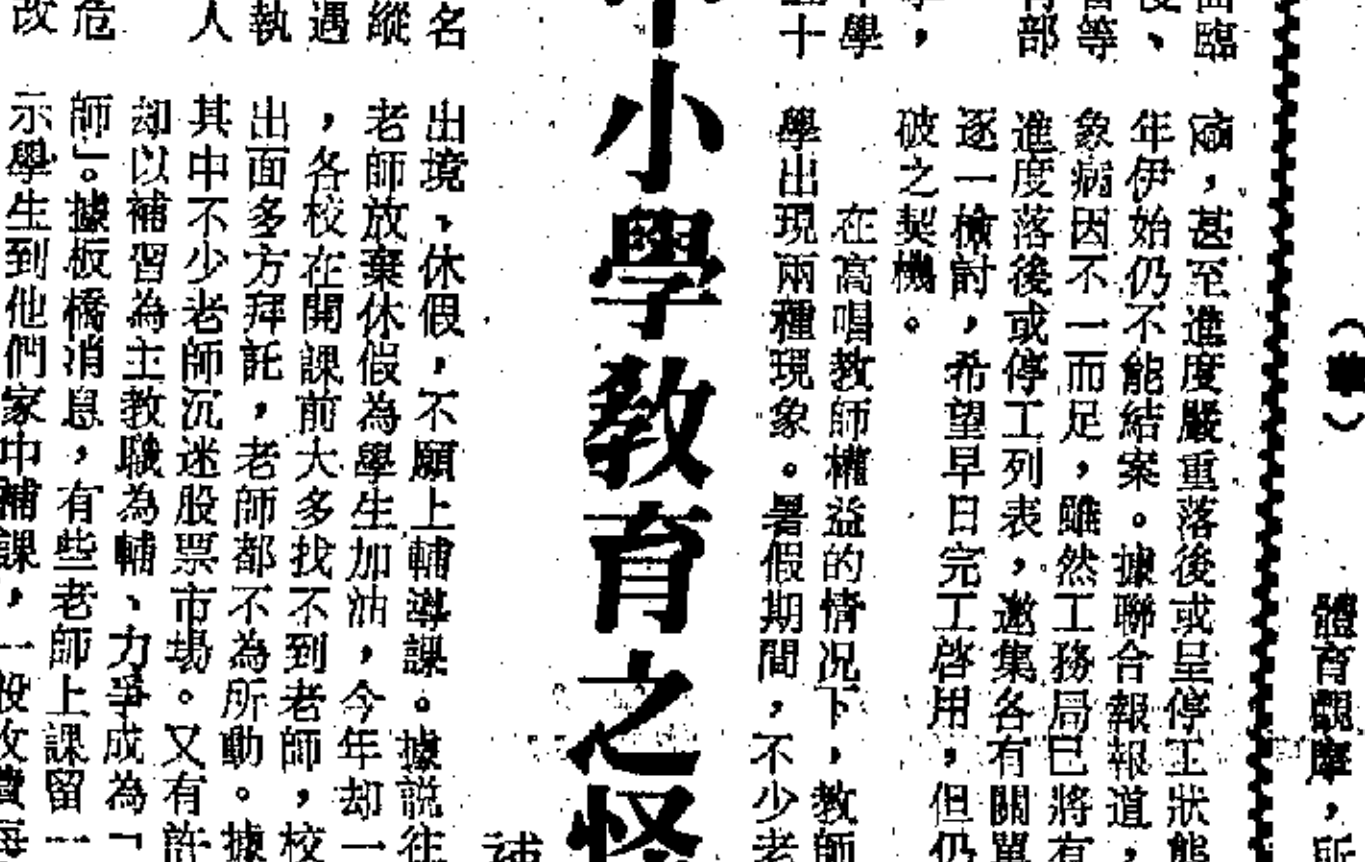 體育觀摩，所
面臨
、
等
部
，
，甚至進度嚴重落後或呈停工狀態
年伊始仍不能結案。據聯合報報道，
象病因不一而足，雖然工務局已將有
進度落後或停工列表，邀集各有關單
逐一檢討，希望早日完工啓用，但仍
破之契機。
學
十
在高唱教師權益的情况下，教師
學出現兩種現象。暑假期間，不少老
小學教育之怪
名
縱
遇
執
人
危
改
出境、休假，不願上輔導課。據説往
老師放棄休假為學生加油，今年却一
，各校在開課前大多找不到老師，校
出面多方拜託，老師都不為所動。據
其中不少老師沉迷股票市場。又有許
却以補習為主教職為輔、力爭成為「
師」。據板橋消息，有些老師上課留一
示學生到他們家中補課，一般收費每